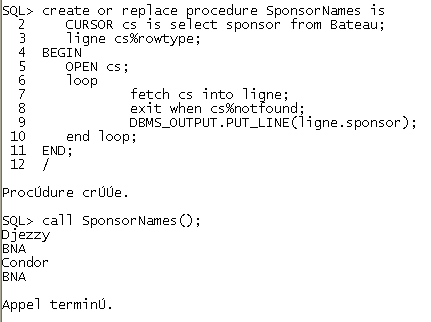 SQL> create or replace procedure SponsorNames is
2 CURSOR cs is select sponsor from Bateau;
3 ligne cs%rowtype;
4 BEGIN
5 OPEN cs;
6 loop
7 fetch cs into ligne;
8 exit when cs%notfound;
9 DBMS_OUTPUT.PUT_LINE(ligne.sponsor);
10 end loop;
11 END;
12 /
ProcÚdure crÚÚe.
SQL> call SponsorNames();
Djezzy
BNA
Condor
BNA
Appel terminÚ.